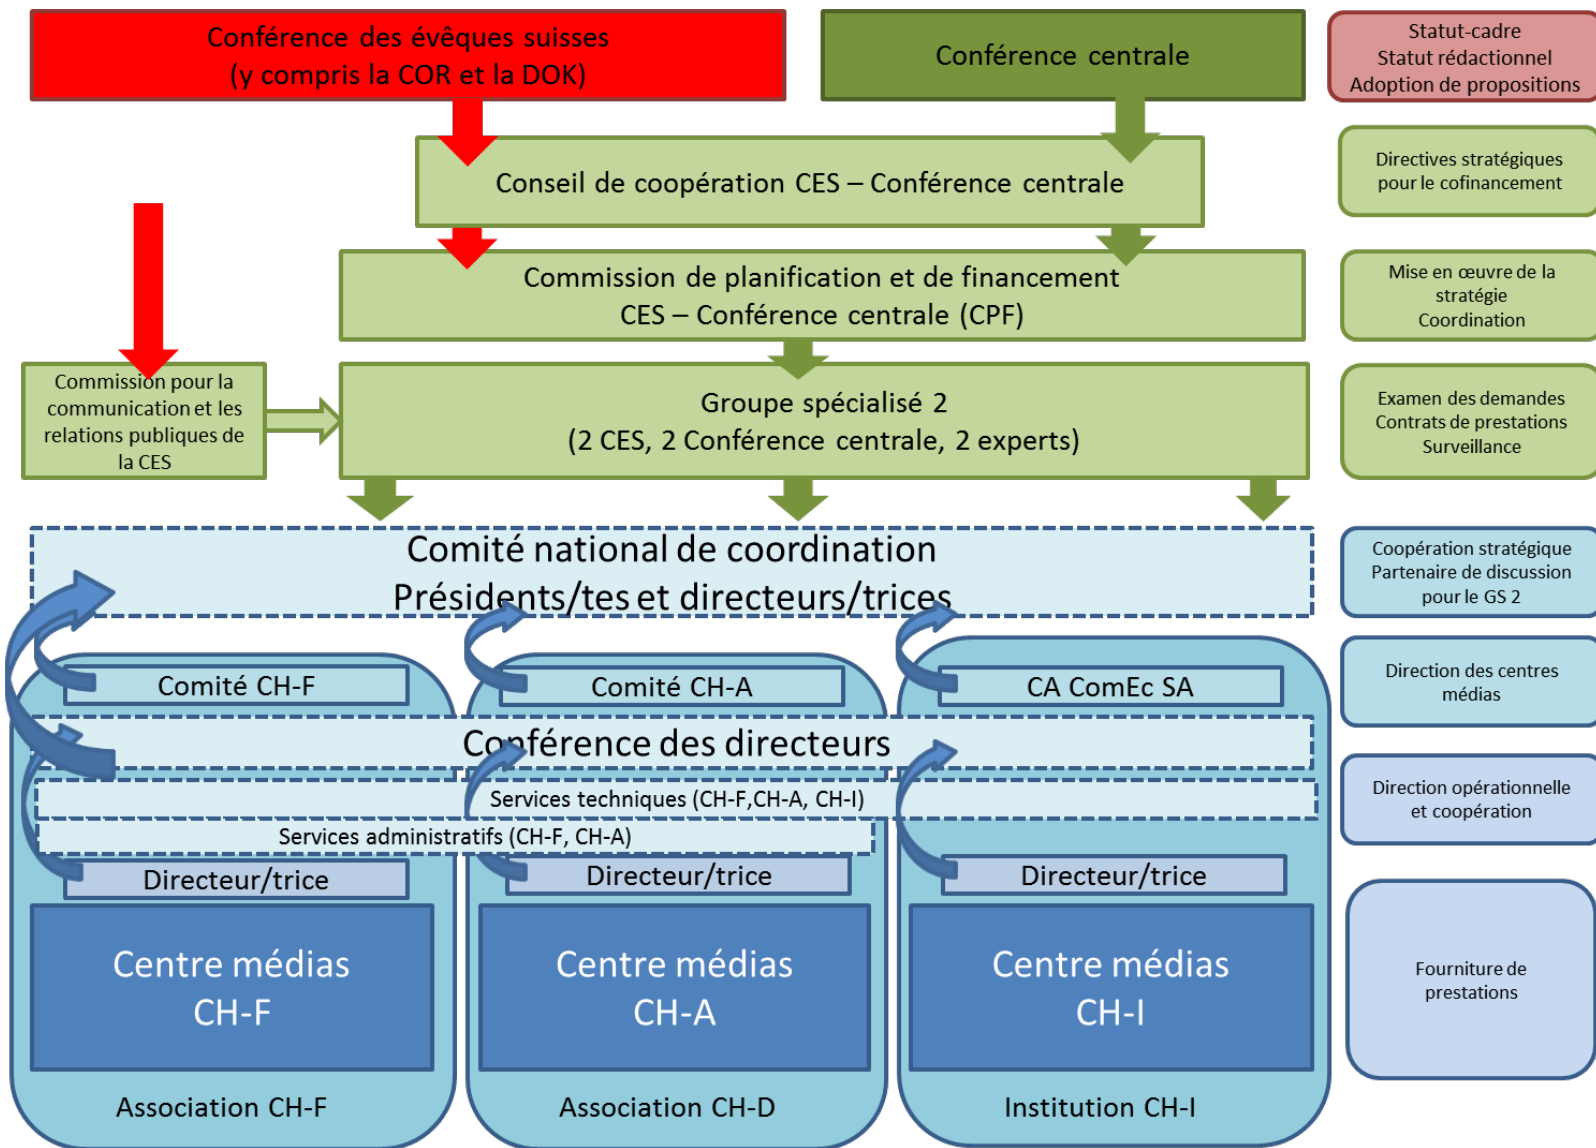 Conférence des évêques suisses
(y compris la COR et la DOK)
Conférence centrale
Statut-cadre
Statut rédactionnel
Adoption de propositions
Conseil de coopération CES – Conférence centrale
Directives stratégiques
pour le cofinancement
Commission de planification et de financement
CES – Conférence centrale (CPF)
Mise en œuvre de la
stratégie
Coordination
Commission pour la
communication et les
relations publiques de
la CES
Groupe spécialisé 2
(2 CES, 2 Conférence centrale, 2 experts)
Examen des demandes
Contrats de prestations
Surveillance
Comité national de coordination
Présidents/tes et directeurs/trices
Coopération stratégique
Partenaire de discussion
pour le GS 2
Comité CH-F
Comité CH-A
CA ComEc SA
Direction des centres
médias
Conférence des directeurs
Services techniques (CH-F,CH-A, CH-I)
Services administratifs (CH-F, CH-A)
Direction opérationnelle
et coopération
Directeur/trice
Directeur/trice
Directeur/trice
Centre médias
CH-F
Centre médias
CH-A
Centre médias
CH-I
Fourniture de
prestations
Association CH-F
Association CH-D
Institution CH-I